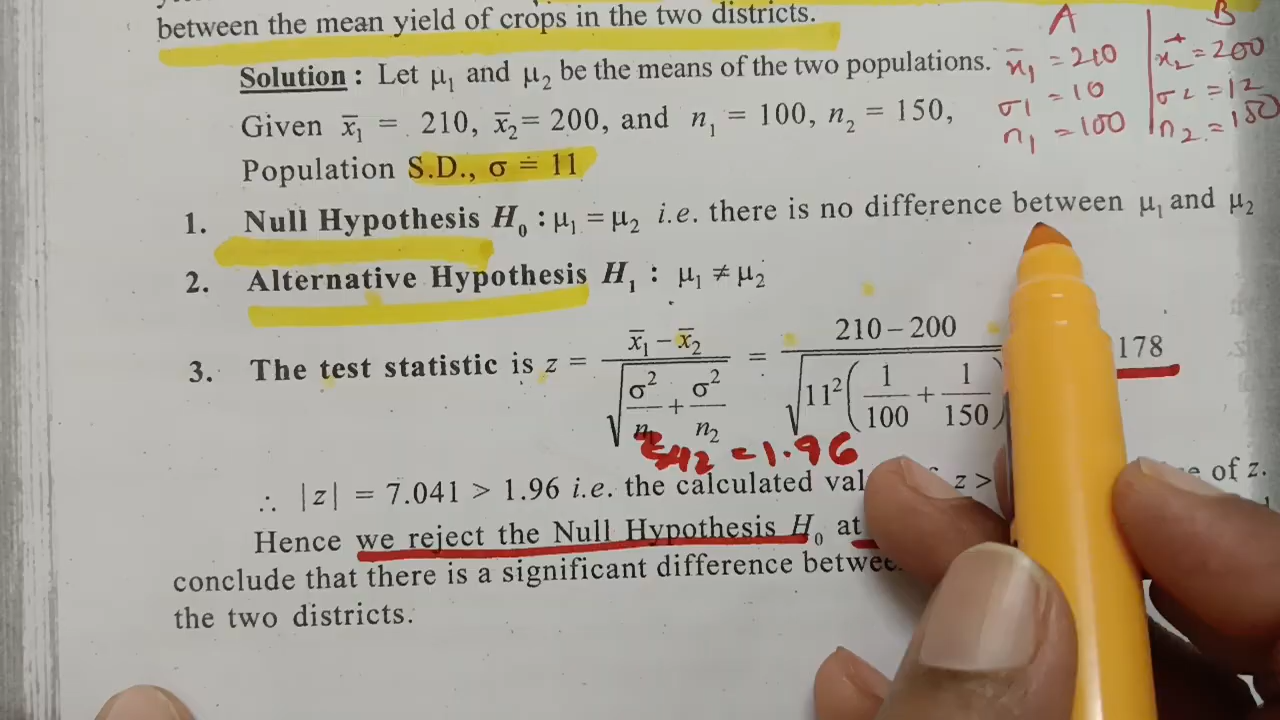 between the mean yield of crops in the two districts.
A B
Solution : Let μ₁ and μ₂ be the means of the two populations. x̄₁ = 210 x̄₂ = 200
Given x̄₁ = 210, x̄₂ = 200, and n₁ = 100, n₂ = 150, σ1 = 10 σ2 = 12
Population S.D., σ = 11 n₁ = 100 n₂ = 150
1. Null Hypothesis H₀ : μ₁ = μ₂ i.e. there is no difference between μ₁ and μ₂
2. Alternative Hypothesis H₁ : μ₁ ≠ μ₂
3. The test statistic is z = (x̄₁ − x̄₂) / √(σ²/n₁ + σ²/n₂) = (210 − 200) / √(11²(1/100 + 1/150)) 178
= 1.96
∴ |z| = 7.041 > 1.96 i.e. the calculated z > of z.
Hence we reject the Null Hypothesis H₀ at
conclude that there is a significant difference
the two districts.